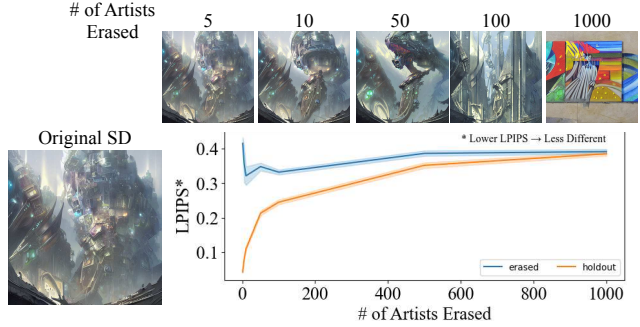 # of Artists
Erased
5 10 50 100 1000
Original SD
* Lower LPIPS → Less Different
LPIPS*
0.4
0.3
0.2
0.1
erased holdout
0 200 400 600 800 1000
# of Artists Erased